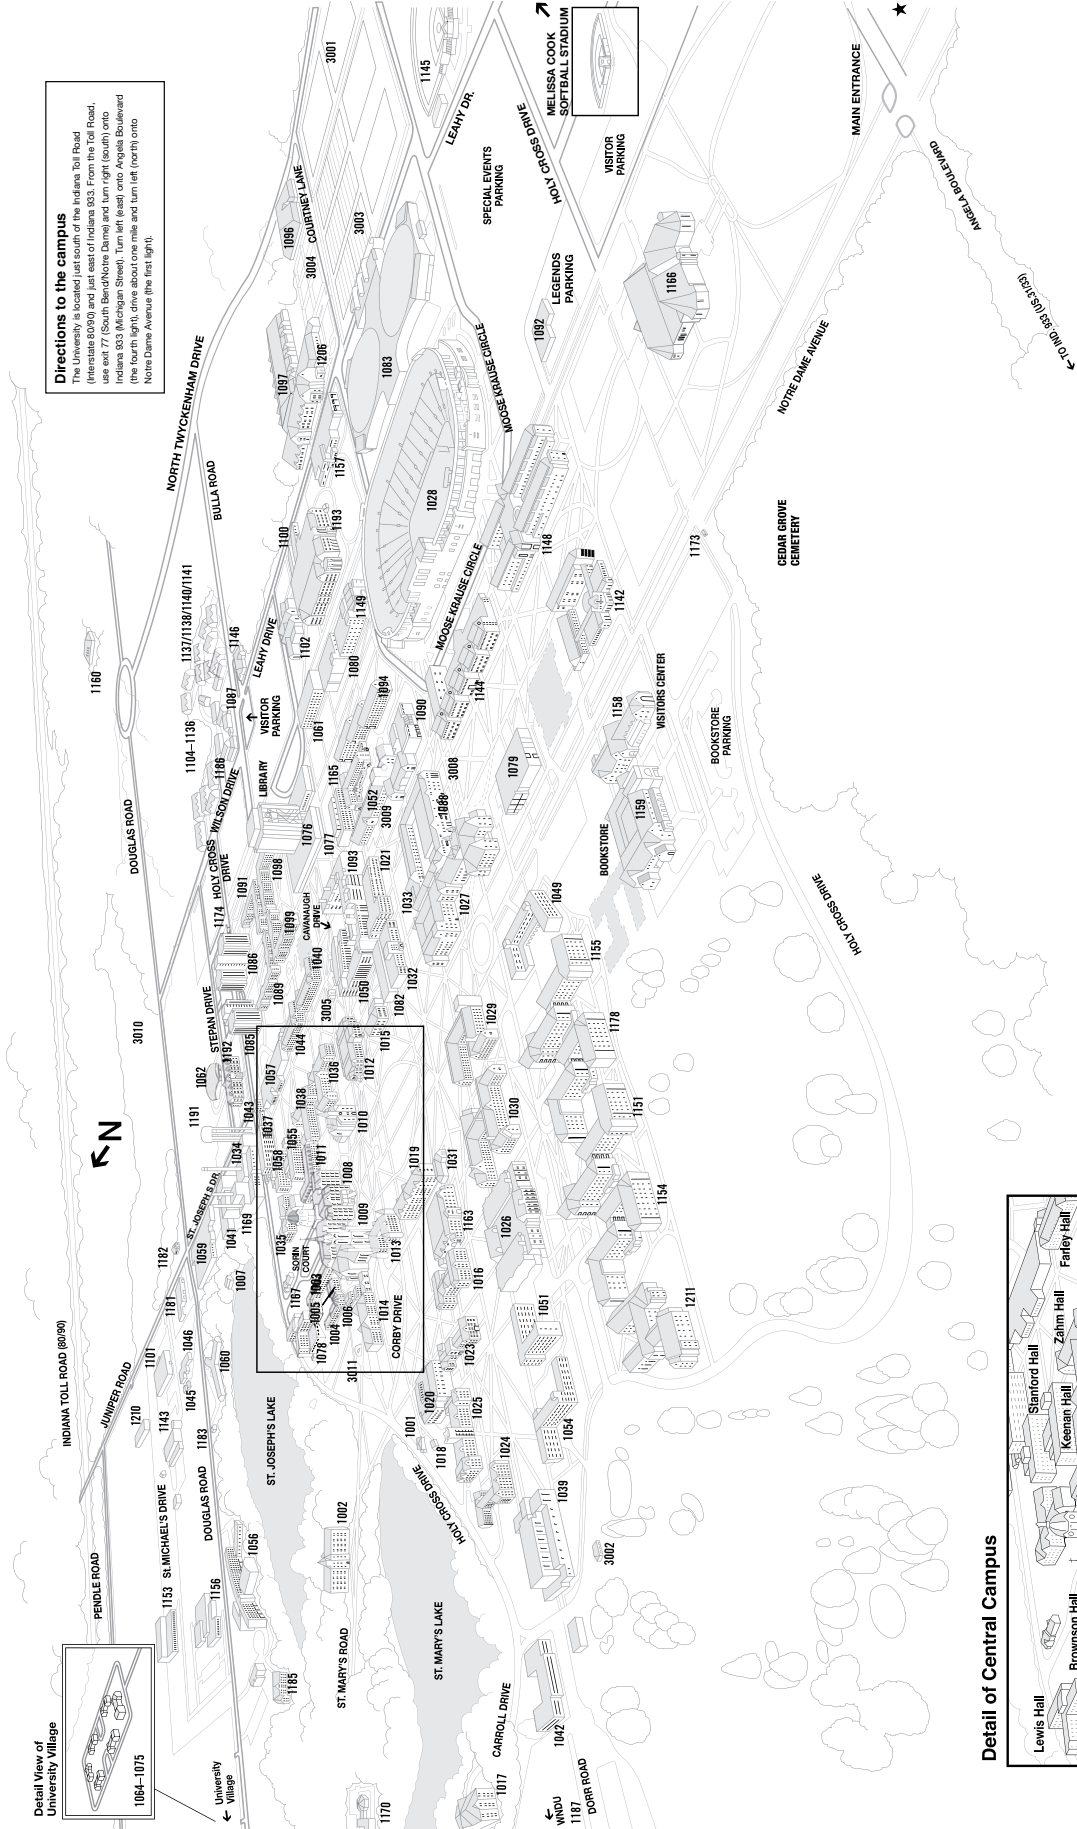 Directions to the campus
The University is located just south of the Indiana Toll Road
(Interstate 80/90) and just east of Indiana 933. From the Toll Road,
use exit 77 (South Bend/Notre Dame) and turn right (south) onto
Indiana 933 (Michigan Street). Turn left (east) onto Angela Boulevard
(the fourth light), drive about one mile and turn left (north) onto
Notre Dame Avenue (the first light).
Detail View of
University Village
1064–1075
University
Village
INDIANA TOLL ROAD (80/90)
PENDLE ROAD
JUNIPER ROAD
N
3010
DOUGLAS ROAD
1160
NORTH TWYCKENHAM DRIVE
BULLA ROAD
1153
St. MICHAEL'S DRIVE
1210
1143
1101
1181
1182
ST. JOSEPH'S DR.
1156
DOUGLAS ROAD
1183
1045
1046
1060
1059
1191
1062
1192
STEPAN DRIVE
1174
HOLY CROSS
DRIVE
WILSON DRIVE
1186
1104–1136
1137/1138/1140/1141
1087
1146
LEAHY DRIVE
VISITOR
PARKING
LIBRARY
1056
1185
1007
1041
1169
1034
1043
1085
1086
1091
1098
1099
1089
1076
1061
1102
1100
1193
1097
1206
1157
1096
COURTNEY LANE
3004
3001
3003
1145
LEAHY DR.
1083
ST. JOSEPH'S LAKE
ST. MARY'S ROAD
1002
1170
ST. MARY'S LAKE
1167
1003
1005
1004
1006
1078
3011
1014
CORBY DRIVE
SORIN
COURT
1035
1058
1037
1055
1057
1038
1044
1011
1008
1009
1013
1010
1036
1012
1015
1019
1031
3005
1040
CAVANAUGH
DRIVE
1050
1082
1032
1021
1093
1077
1165
1052
3009
1033
1088
1027
3008
1094
1090
1080
1149
1144
MOOSE KRAUSE CIRCLE
1028
MOOSE KRAUSE CIRCLE
1148
1142
1079
1092
LEGENDS
PARKING
SPECIAL EVENTS
PARKING
HOLY CROSS DRIVE
MELISSA COOK
SOFTBALL STADIUM
VISITOR
PARKING
1166
MAIN ENTRANCE
ANGELA BOULEVARD
TO IND. 933 (US.31/33)
NOTRE DAME AVENUE
CEDAR GROVE
CEMETERY
1173
1158
VISITORS CENTER
BOOKSTORE
PARKING
1159
BOOKSTORE
1049
1155
1178
1151
1154
1211
1029
1030
1163
1026
1016
1051
1023
1020
1001
1018
1025
1024
1054
1039
3002
HOLY CROSS DRIVE
HOLY CROSS DRIVE
CARROLL DRIVE
1042
1017
WNDU
1187
DORR ROAD
Detail of Central Campus
Lewis Hall
Brownson Hall
Stanford Hall
Keenan Hall
Zahm Hall
Farley Hall